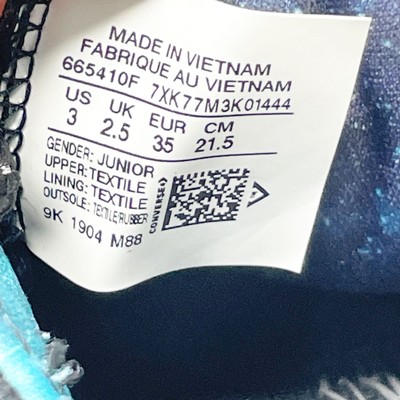 MADE IN VIETNAM
FABRIQUE AU VIETNAM
665410F 7XK77M3K01444
US UK EUR CM
3 2.5 35 21.5
GENDER: JUNIOR
UPPER: TEXTILE
LINING: TEXTILE
OUTSOLE: TEXTILE/RUBBER
9K 1904 M88
CONVERSE